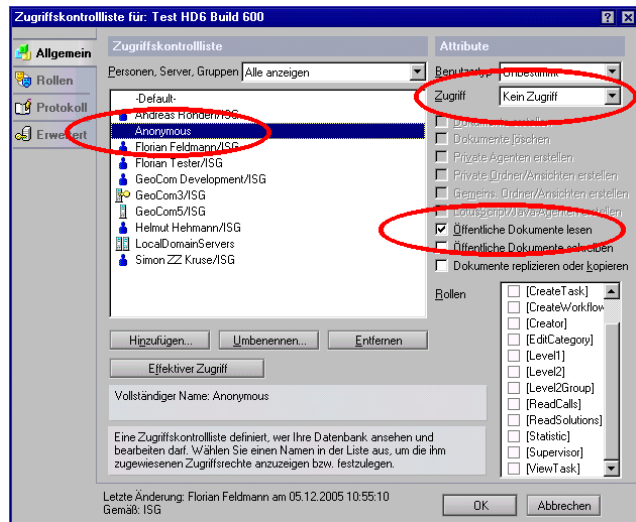 Zugriffskontrollliste für: Test HD6 Build 600
Allgemein
Rollen
Protokoll
Erweitert
Zugriffskontrollliste
Personen, Server, Gruppen
Alle anzeigen
-Default-
Andreas
Anonymous
Florian Feldmann/ISG
Florian Tester/ISG
GeoCom Development/ISG
GeoCom3/ISG
GeoCom5/ISG
Helmut Hehmann/ISG
LocalDomainServers
Simon ZZ Kruse/ISG
Hinzufügen...
Umbenennen...
Entfernen
Effektiver Zugriff
Vollständiger Name: Anonymous
Eine Zugriffskontrollliste definiert, wer Ihre Datenbank ansehen und
bearbeiten darf. Wählen Sie einen Namen in der Liste aus, um die ihm
zugewiesenen Zugriffsrechte anzuzeigen bzw. festzulegen.
Attribute
Benutzertyp Unbestimmt
Zugriff Kein Zugriff
Dokumente erstellen
Dokumente löschen
Private Agenten erstellen
Private Ordner/Ansichten erstellen
Gemeins. Ordner/Ansichten erstellen
LotusScript/Java-Agenten erstellen
Öffentliche Dokumente lesen
Öffentliche Dokumente schreiben
Dokumente replizieren oder kopieren
Rollen
[CreateTask]
[CreateWorkflow
[Creator]
[EditCategory]
[Level1]
[Level2]
[Level2Group]
[ReadCalls]
[ReadSolutions]
[Statistic]
[Supervisor]
[ViewTask]
Letzte Änderung: Florian Feldmann am 05.12.2005 10:55:10
Gemäß: ISG
OK
Abbrechen